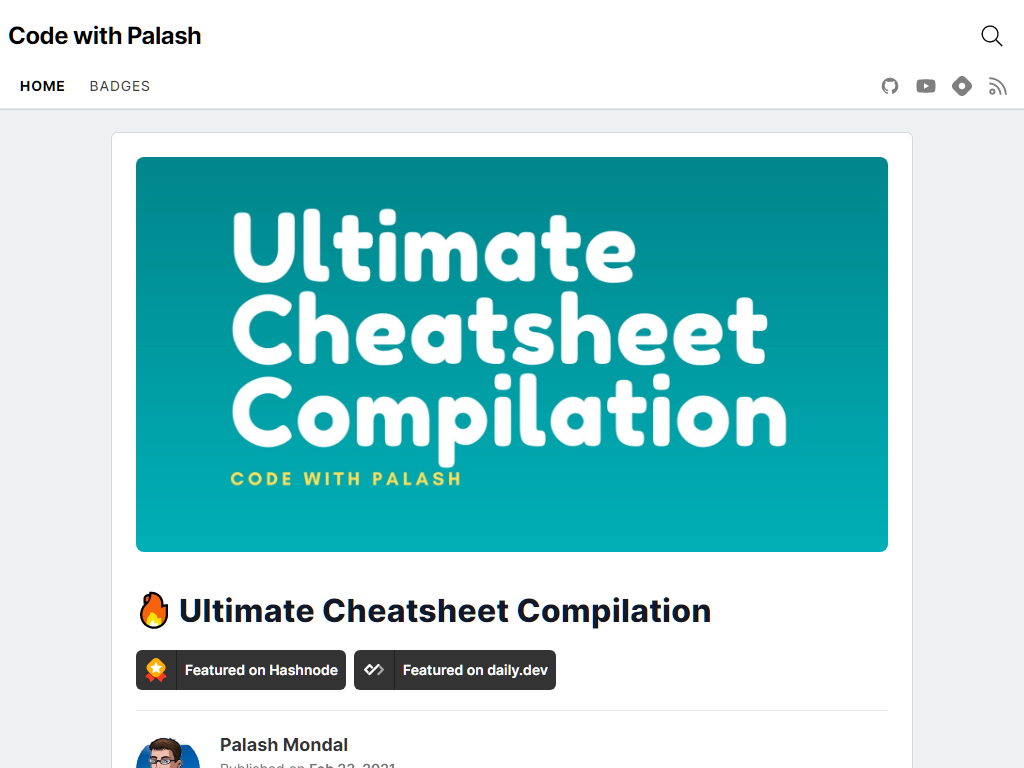 Code with Palash
HOME BADGES
Ultimate
Cheatsheet
Compilation
CODE WITH PALASH
🔥 Ultimate Cheatsheet Compilation
Featured on Hashnode Featured on daily.dev
Palash Mondal
Published on Feb 23, 2021